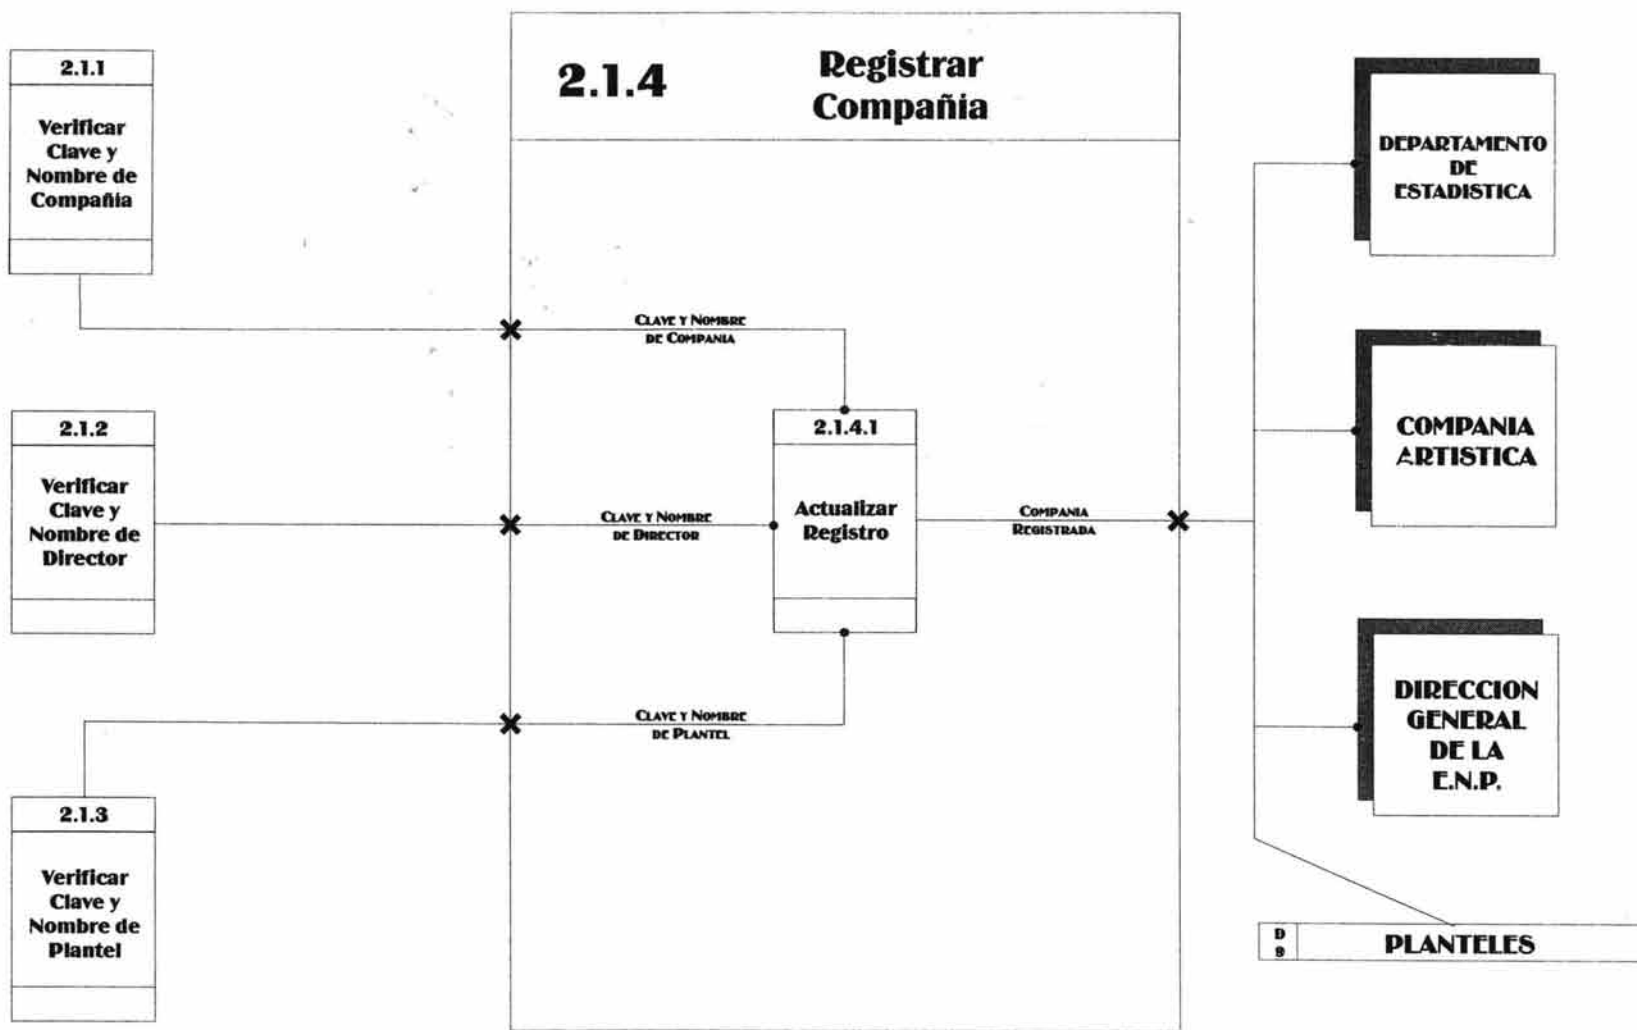 2.1.1
Verificar
Clave y
Nombre de
Compañia
2.1.2
Verificar
Clave y
Nombre de
Director
2.1.3
Verificar
Clave y
Nombre de
Plantel
2.1.4
Registrar
Compañia
CLAVE Y NOMBRE
DE COMPANIA
CLAVE Y NOMBRE
DE DIRECTOR
CLAVE Y NOMBRE
DE PLANTEL
2.1.4.1
Actualizar
Registro
COMPANIA
REGISTRADA
DEPARTAMENTO
DE
ESTADISTICA
COMPANIA
ARTISTICA
DIRECCION
GENERAL
DE LA
E.N.P.
D
8
PLANTELES